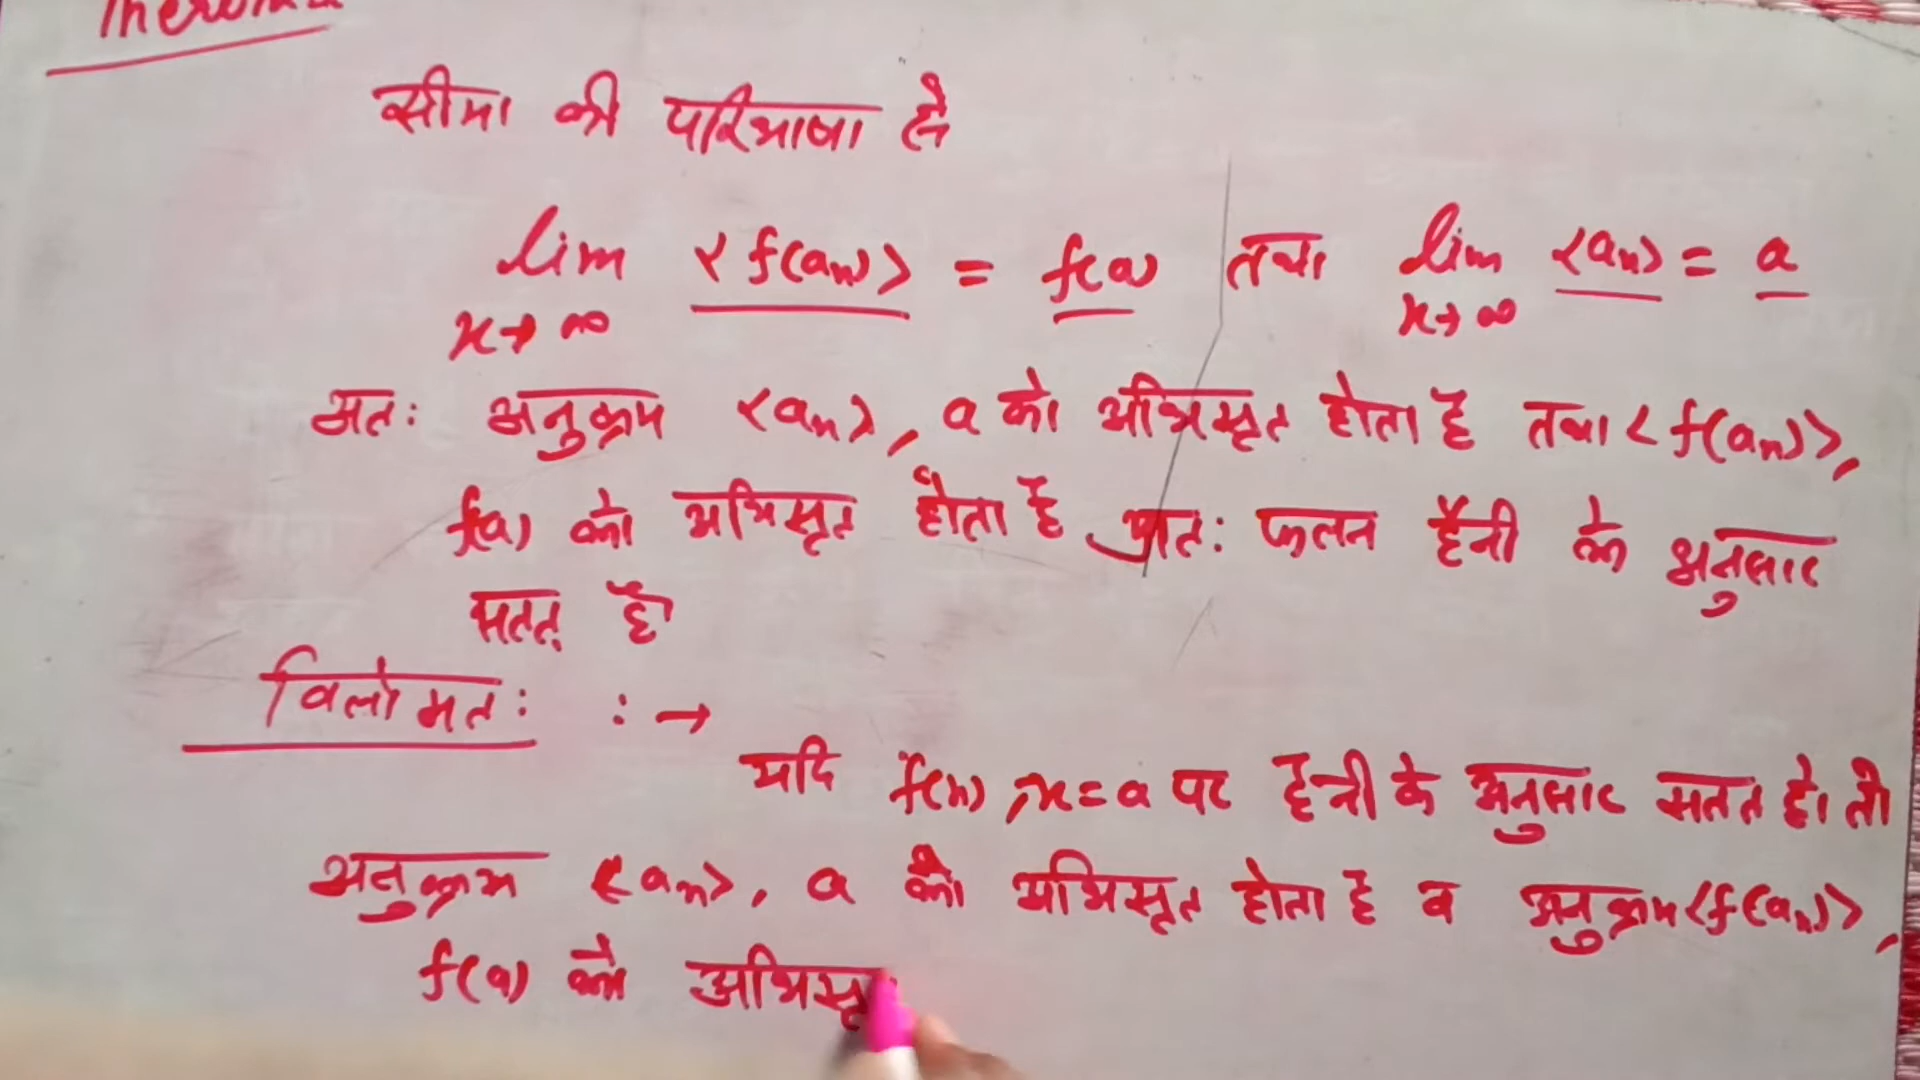 सीमा की परिभाषा से
lim <f(an)> = f(a) तथा lim <an> = a
x→∞ x→∞
अतः अनुक्रम <an>, a को अभिसृत होता है तथा <f(an)>,
f(a) को अभिसृत होता है अतः फलन हैनी के अनुसार
सतत् है
विलोमतः :→
यदि f(x), x=a पर हैनी के अनुसार सतत हो तो
अनुक्रम <an>, a को अभिसृत होता है व अनुक्रम <f(an)>,
f(a) को अभिसृ